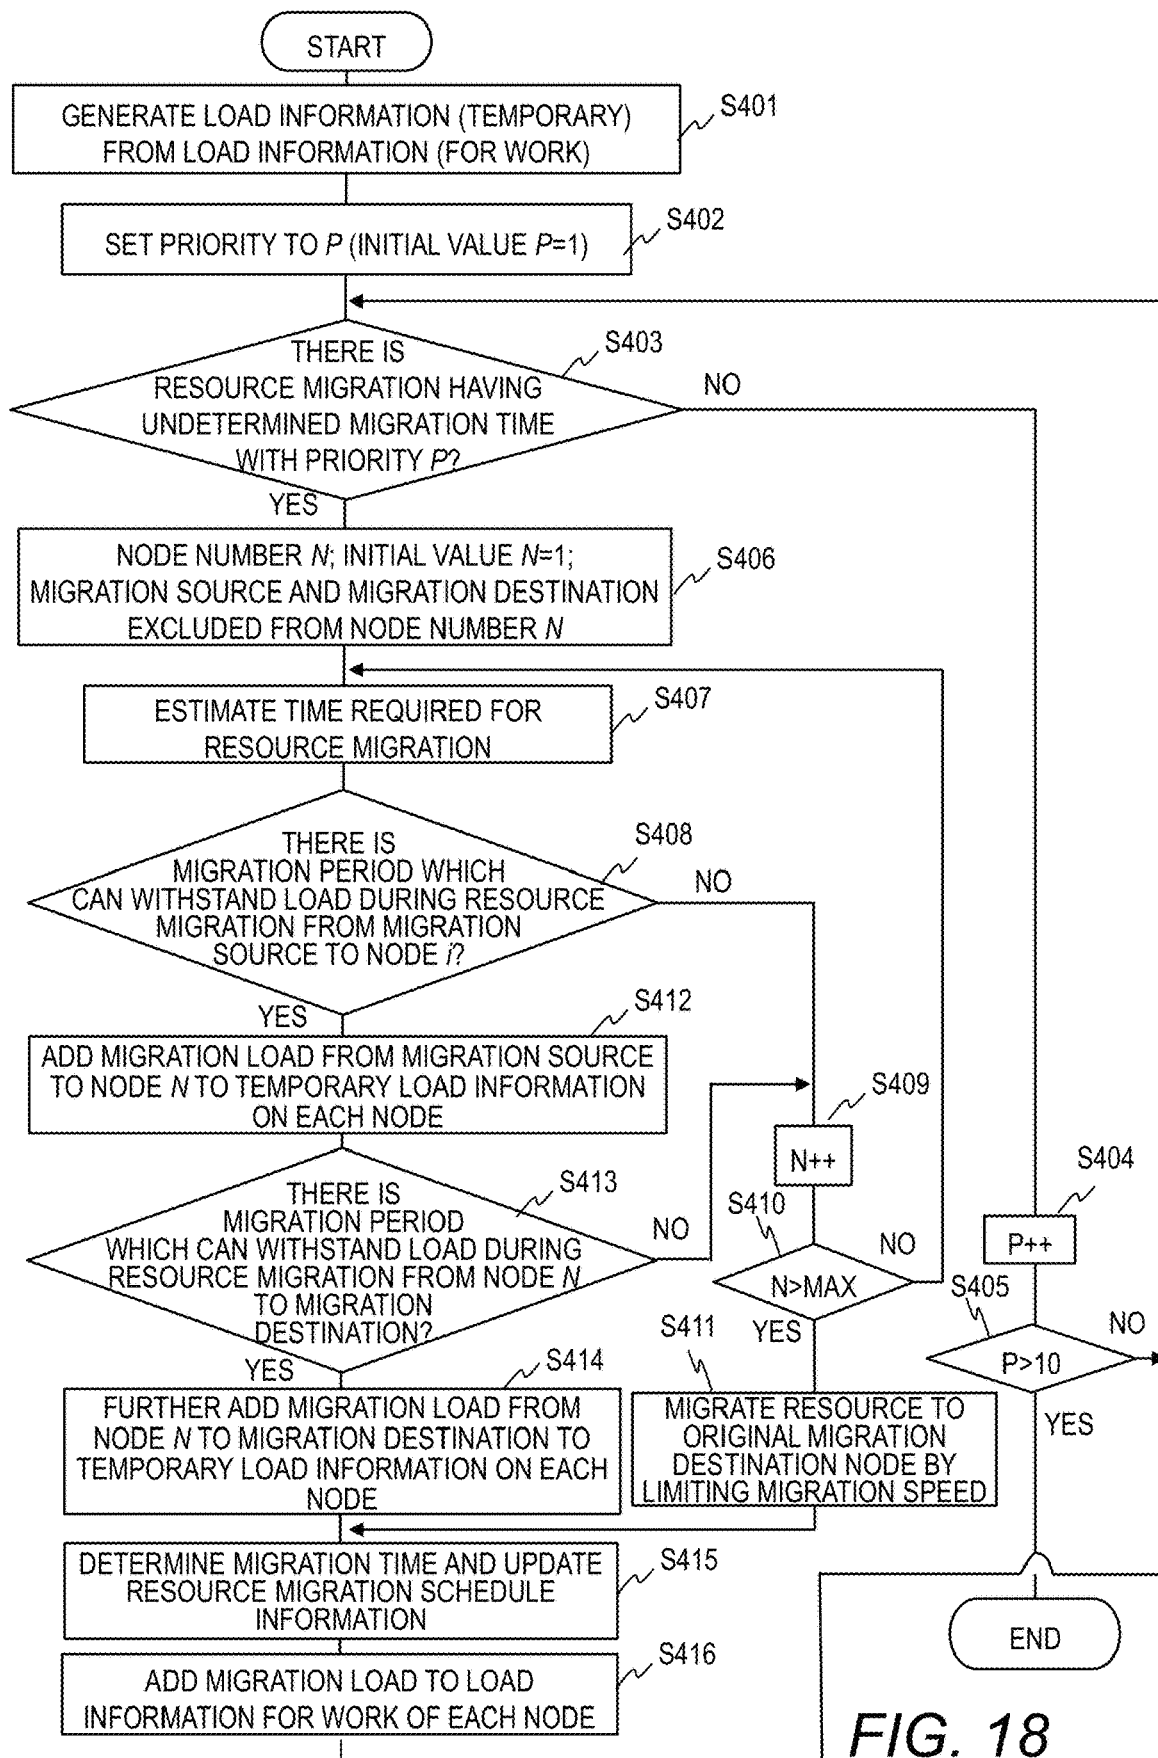 START
GENERATE LOAD INFORMATION (TEMPORARY)
FROM LOAD INFORMATION (FOR WORK)
S401
SET PRIORITY TO P (INITIAL VALUE P=1)
S402
THERE IS
RESOURCE MIGRATION HAVING
UNDETERMINED MIGRATION TIME
WITH PRIORITY P?
S403
NO
YES
NODE NUMBER N; INITIAL VALUE N=1;
MIGRATION SOURCE AND MIGRATION DESTINATION
EXCLUDED FROM NODE NUMBER N
S406
ESTIMATE TIME REQUIRED FOR
RESOURCE MIGRATION
S407
THERE IS
MIGRATION PERIOD WHICH
CAN WITHSTAND LOAD DURING RESOURCE
MIGRATION FROM MIGRATION
SOURCE TO NODE i?
S408
NO
YES
S412
ADD MIGRATION LOAD FROM MIGRATION SOURCE
TO NODE N TO TEMPORARY LOAD INFORMATION
ON EACH NODE
S409
N++
THERE IS
MIGRATION PERIOD
WHICH CAN WITHSTAND LOAD DURING
RESOURCE MIGRATION FROM NODE N
TO MIGRATION
DESTINATION?
S413
NO
YES
S410
N>MAX
NO
YES
S404
P++
S405
P>10
NO
YES
S414
FURTHER ADD MIGRATION LOAD FROM
NODE N TO MIGRATION DESTINATION TO
TEMPORARY LOAD INFORMATION ON EACH
NODE
S411
MIGRATE RESOURCE TO
ORIGINAL MIGRATION
DESTINATION NODE BY
LIMITING MIGRATION SPEED
DETERMINE MIGRATION TIME AND UPDATE
RESOURCE MIGRATION SCHEDULE
INFORMATION
S415
END
ADD MIGRATION LOAD TO LOAD
INFORMATION FOR WORK OF EACH NODE
S416
FIG. 18